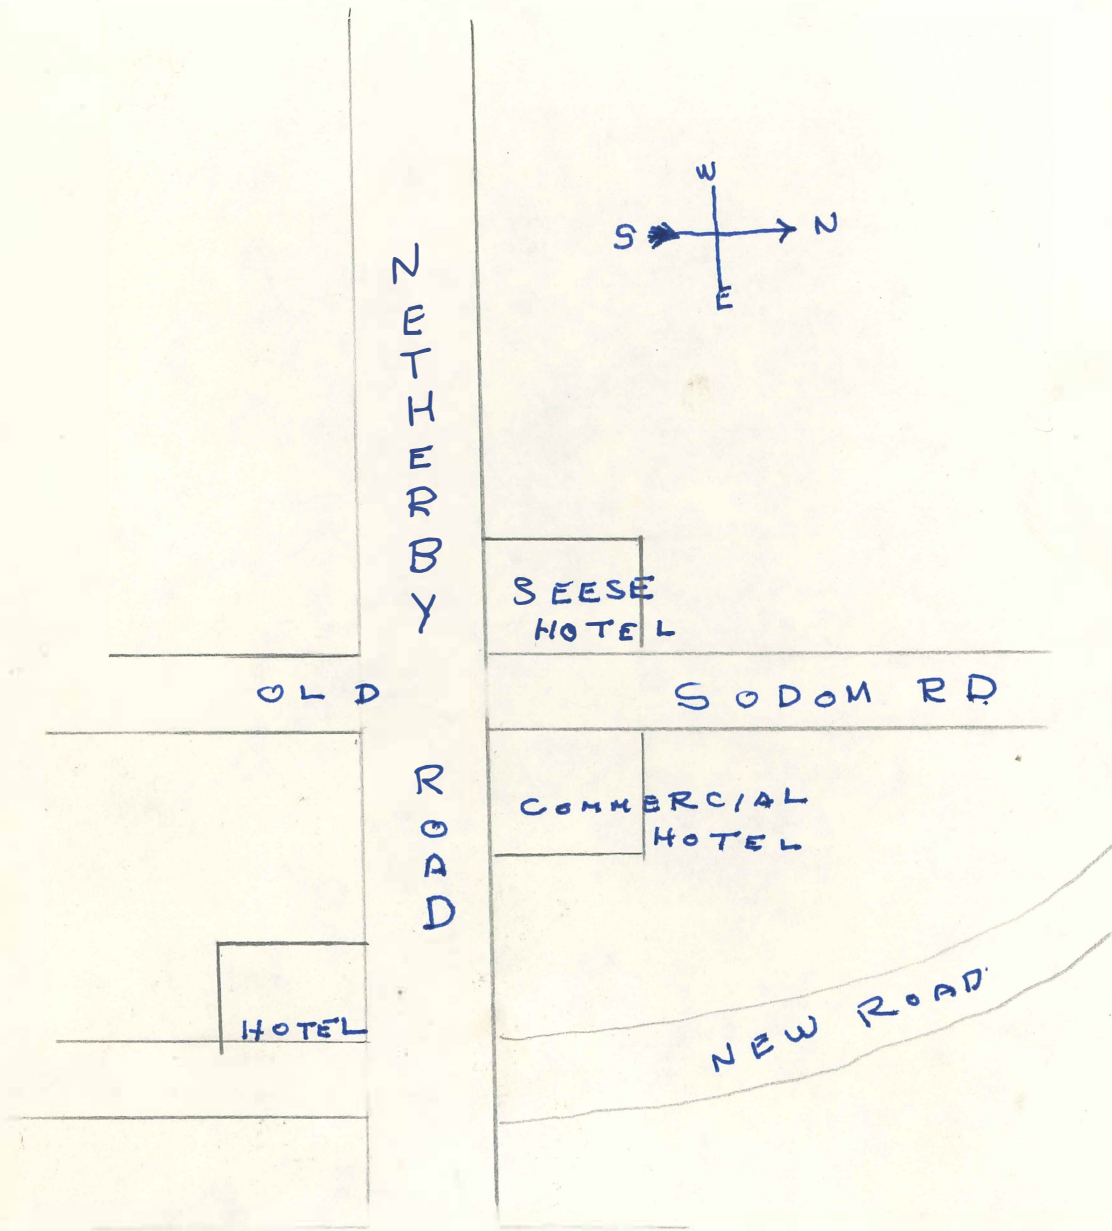 W
S N
E
NETHERBY
SEESE
HOTEL
OLD SODOM RD.
ROAD
COMMERCIAL
HOTEL
HOTEL
NEW ROAD